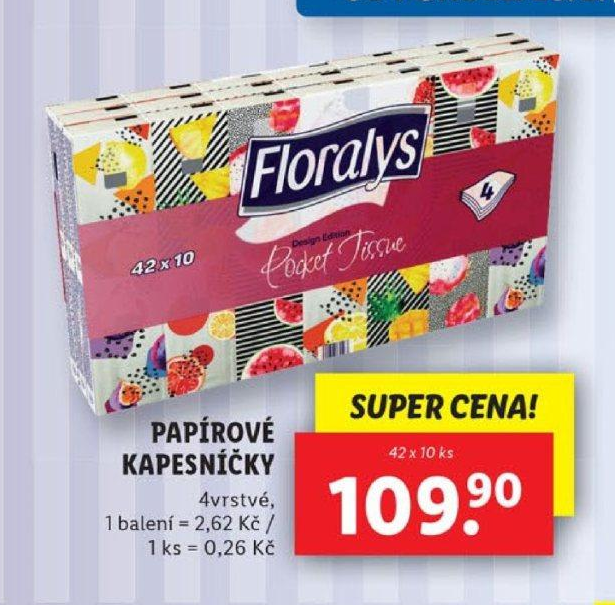 Floralys
4
Design Edition
Pocket Tissue
42 x 10
SUPER CENA!
PAPÍROVÉ
KAPESNÍČKY
4vrstvé,
1 balení = 2,62 Kč /
1 ks = 0,26 Kč
42 x 10 ks
109.90